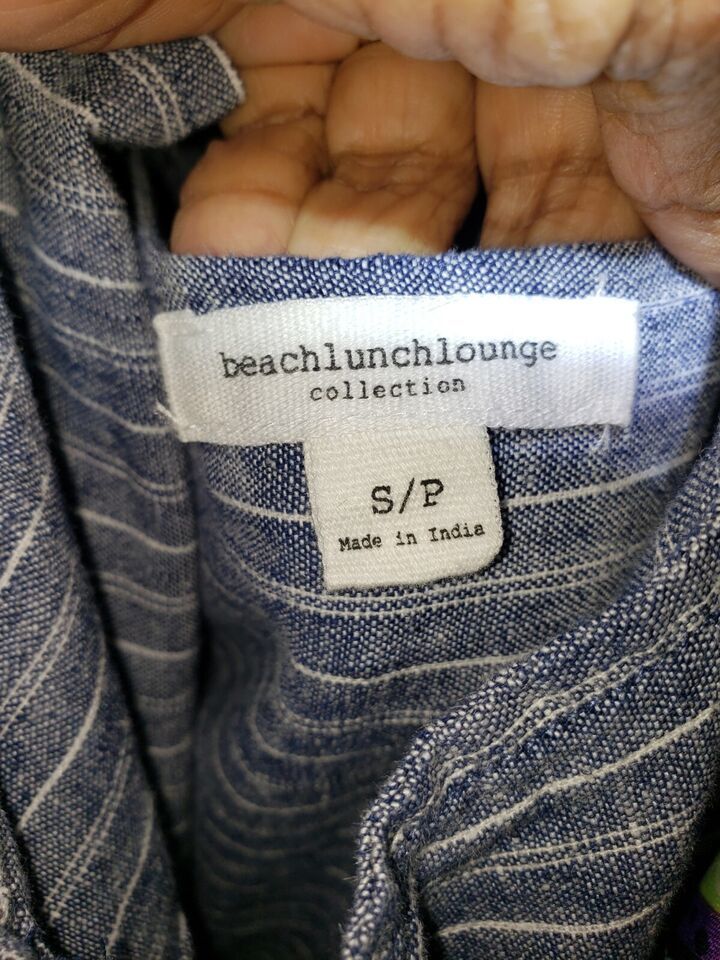 beachlunchlounge
collection
S/P
Made in India